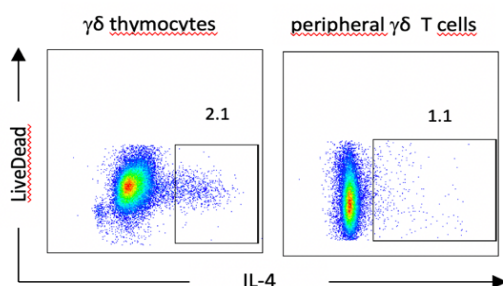 γδ thymocytes
peripheral γδ T cells
2.1
1.1
LiveDead
IL-4